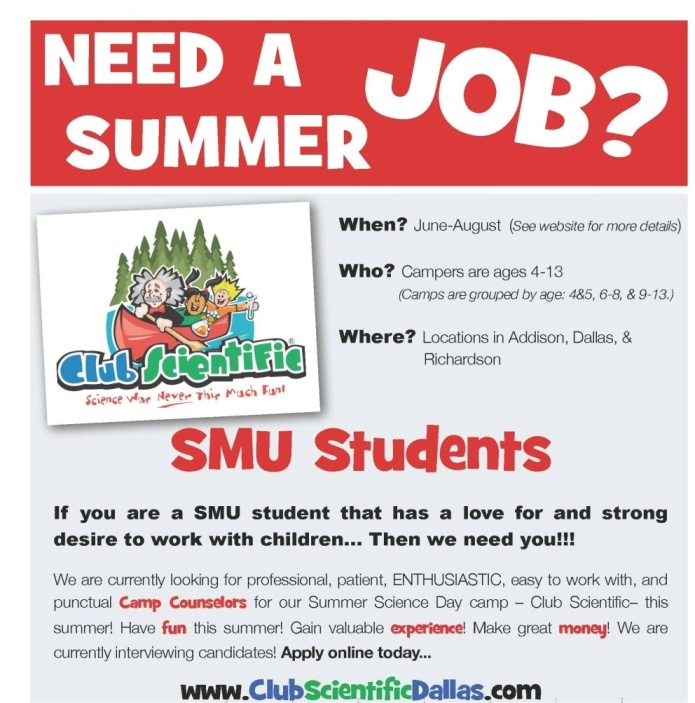 NEED A JOB?
SUMMER
When? June-August (See website for more details)
Who? Campers are ages 4-13
(Camps are grouped by age: 4&5, 6-8, & 9-13.)
Where? Locations in Addison, Dallas, &
Richardson
Club Scientific®
Science Was Never This Much Fun!
SMU Students
If you are a SMU student that has a love for and strong
desire to work with children... Then we need you!!!
We are currently looking for professional, patient, ENTHUSIASTIC, easy to work with, and
punctual Camp Counselors for our Summer Science Day camp – Club Scientific– this
summer! Have fun this summer! Gain valuable experience! Make great money! We are
currently interviewing candidates! Apply online today...
www.ClubScientificDallas.com